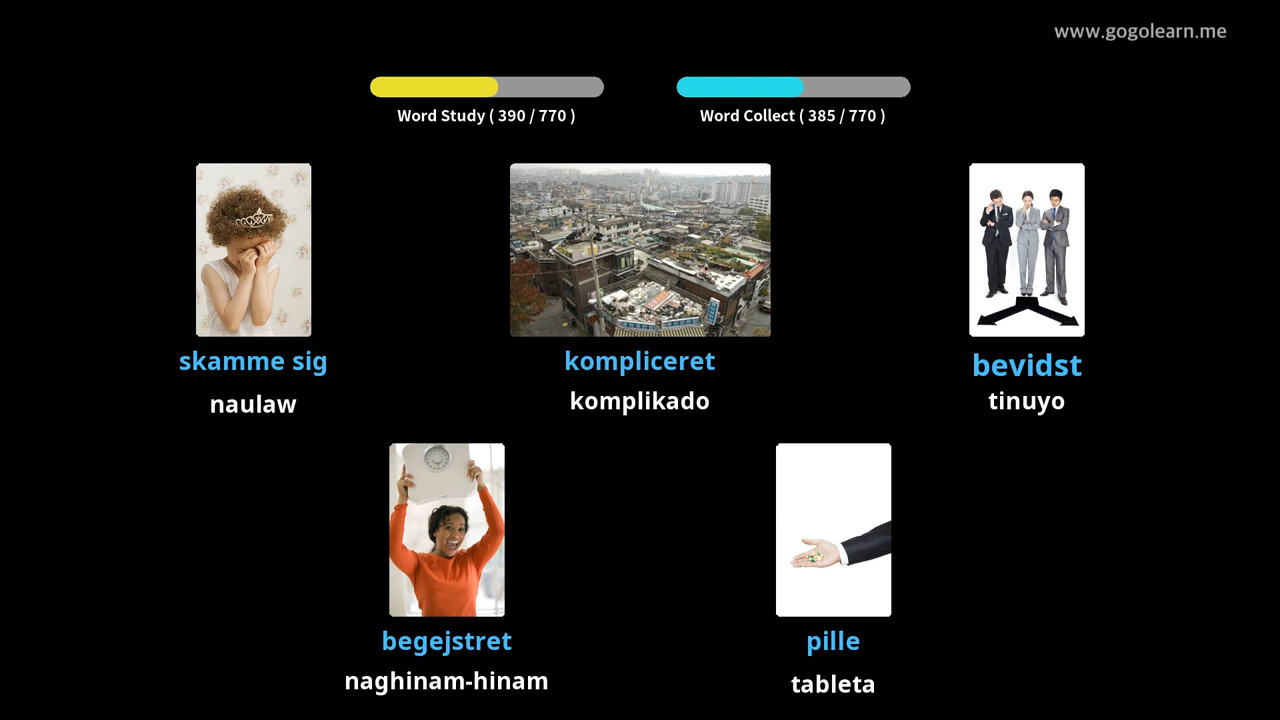 www.gogolearn.me
Word Study ( 390 / 770 )
Word Collect ( 385 / 770 )
skamme sig
naulaw
kompliceret
komplikado
bevidst
tinuyo
begejstret
naghinam-hinam
pille
tableta